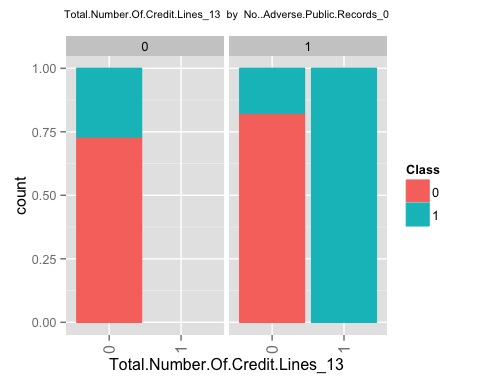 Total.Number.Of.Credit.Lines_13 by No..Adverse.Public.Records_0
0 1
1.00
0.75
0.50
0.25
0.00
count
0 1 0 1
Total.Number.Of.Credit.Lines_13
Class
0
1